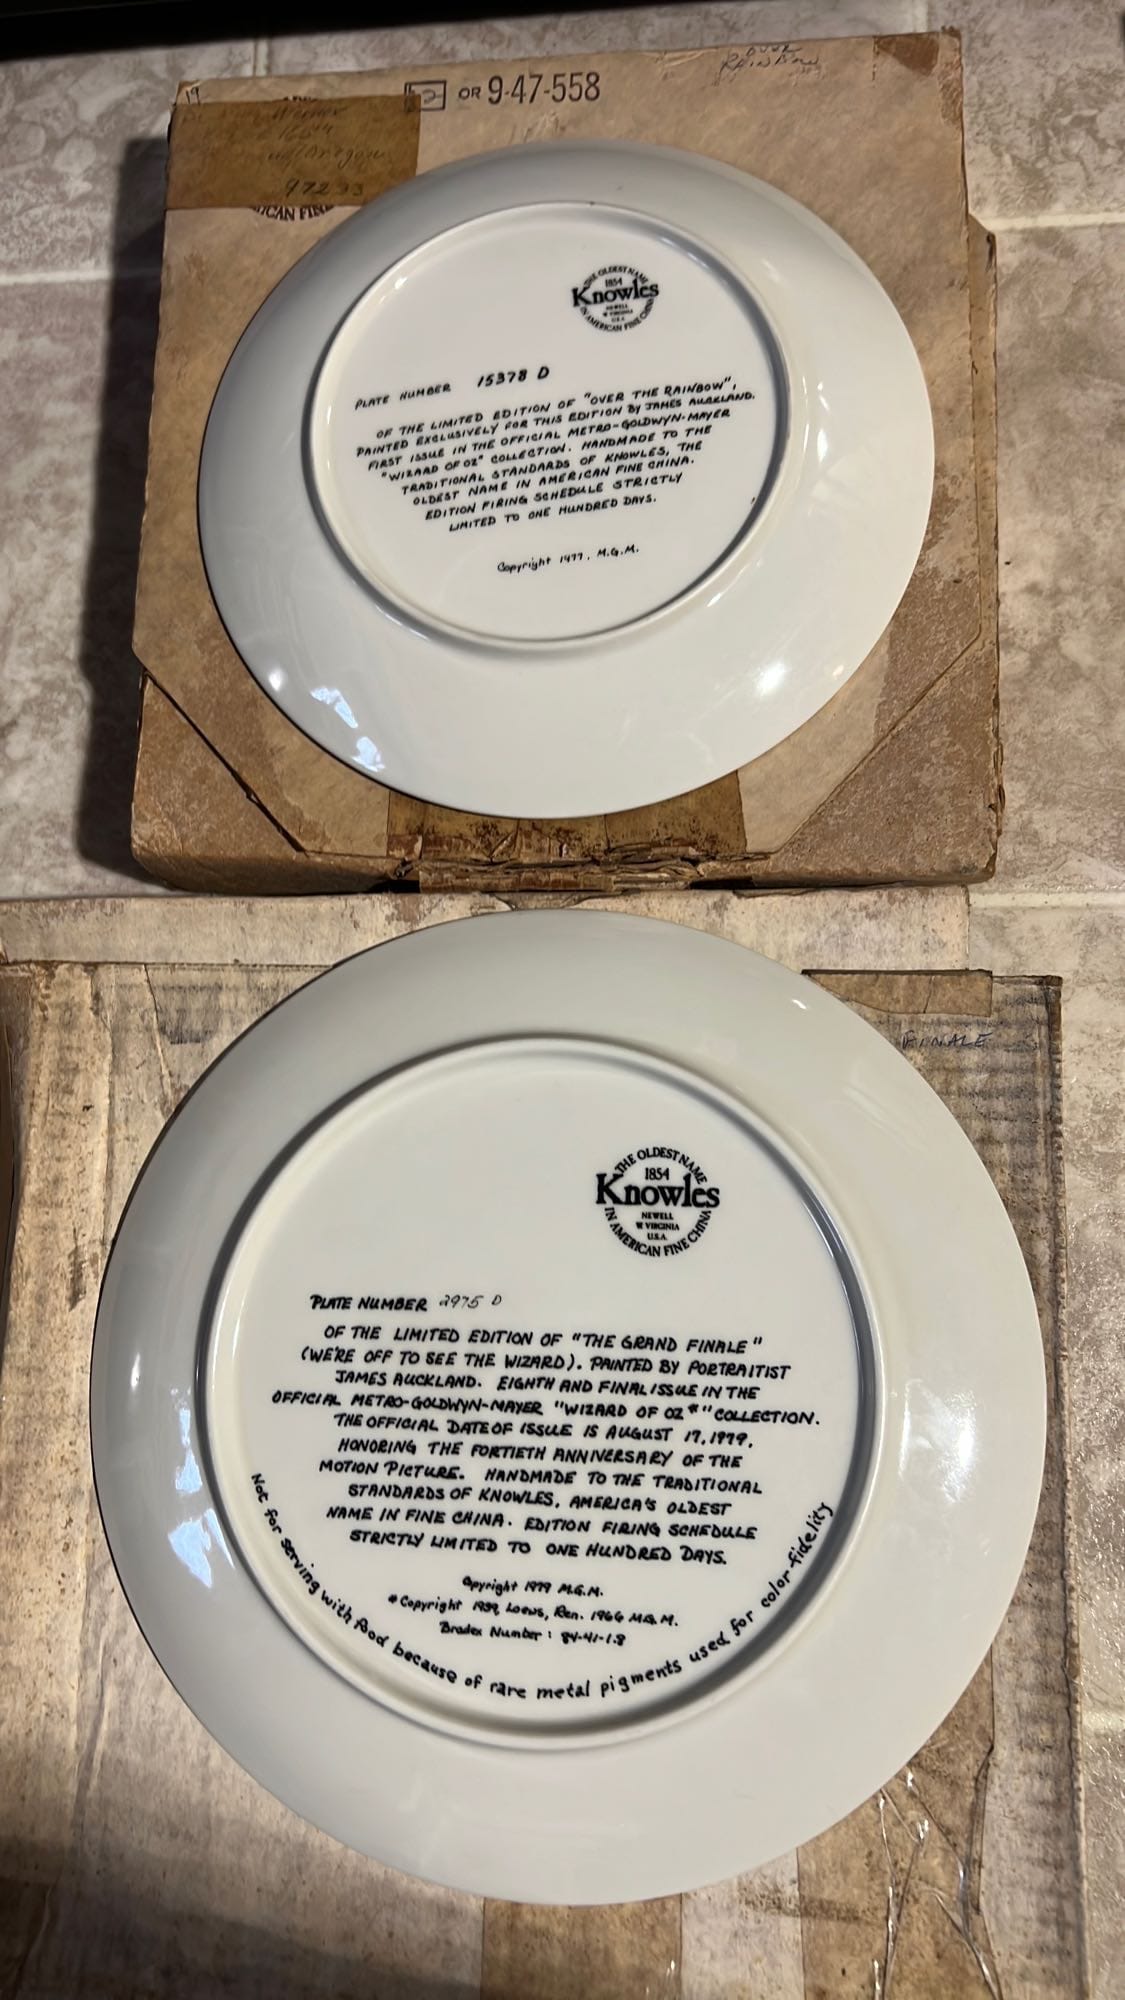 19
OR 9-47-558
OVER
RAINBOW
97233
ICAN FINE
THE OLDEST NAME
1854
Knowles
NEWELL
W VIRGINIA
U.S.A.
IN AMERICAN FINE CHINA
PLATE NUMBER 15378 D
OF THE LIMITED EDITION OF "OVER THE RAINBOW",
PAINTED EXCLUSIVELY FOR THIS EDITION BY JAMES AUCKLAND.
FIRST ISSUE IN THE OFFICIAL METRO-GOLDWYN-MAYER
"WIZARD OF OZ" COLLECTION. HANDMADE TO THE
TRADITIONAL STANDARDS OF KNOWLES, THE
OLDEST NAME IN AMERICAN FINE CHINA.
EDITION FIRING SCHEDULE STRICTLY
LIMITED TO ONE HUNDRED DAYS.
Copyright 1977. M.G.M.
FINALE
THE OLDEST NAME
1854
Knowles
NEWELL
W VIRGINIA
U.S.A.
IN AMERICAN FINE CHINA
PLATE NUMBER 2975 D
OF THE LIMITED EDITION OF "THE GRAND FINALE"
(WE'RE OFF TO SEE THE WIZARD). PAINTED BY PORTRAITIST
JAMES AUCKLAND. EIGHTH AND FINAL ISSUE IN THE
OFFICIAL METRO-GOLDWYN-MAYER "WIZARD OF OZ*" COLLECTION.
THE OFFICIAL DATE OF ISSUE IS AUGUST 17, 1979,
HONORING THE FORTIETH ANNIVERSARY OF THE
MOTION PICTURE. HANDMADE TO THE TRADITIONAL
STANDARDS OF KNOWLES, AMERICA'S OLDEST
NAME IN FINE CHINA. EDITION FIRING SCHEDULE
STRICTLY LIMITED TO ONE HUNDRED DAYS.
Copyright 1979 M.G.M.
*Copyright 1939, Loews, Ren. 1966 M.G.M.
Bradex Number: 84-41-1.8
Not for serving with food because of rare metal pigments used for color-fidelity